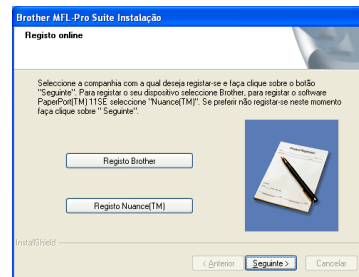 Brother MFL-Pro Suite Instalação
Registo online
Seleccione a companhia com a qual deseja registar-se e faça clique sobre o botão
"Seguinte". Para registar o seu dispositivo seleccione Brother, para registar o software
PaperPort(TM) 11SE seleccione "Nuance(TM)". Se preferir não registar-se neste momento
faça clique sobre " Seguinte".
Registo Brother
Registo Nuance(TM)
InstallShield
< Anterior
Seguinte >
Cancelar